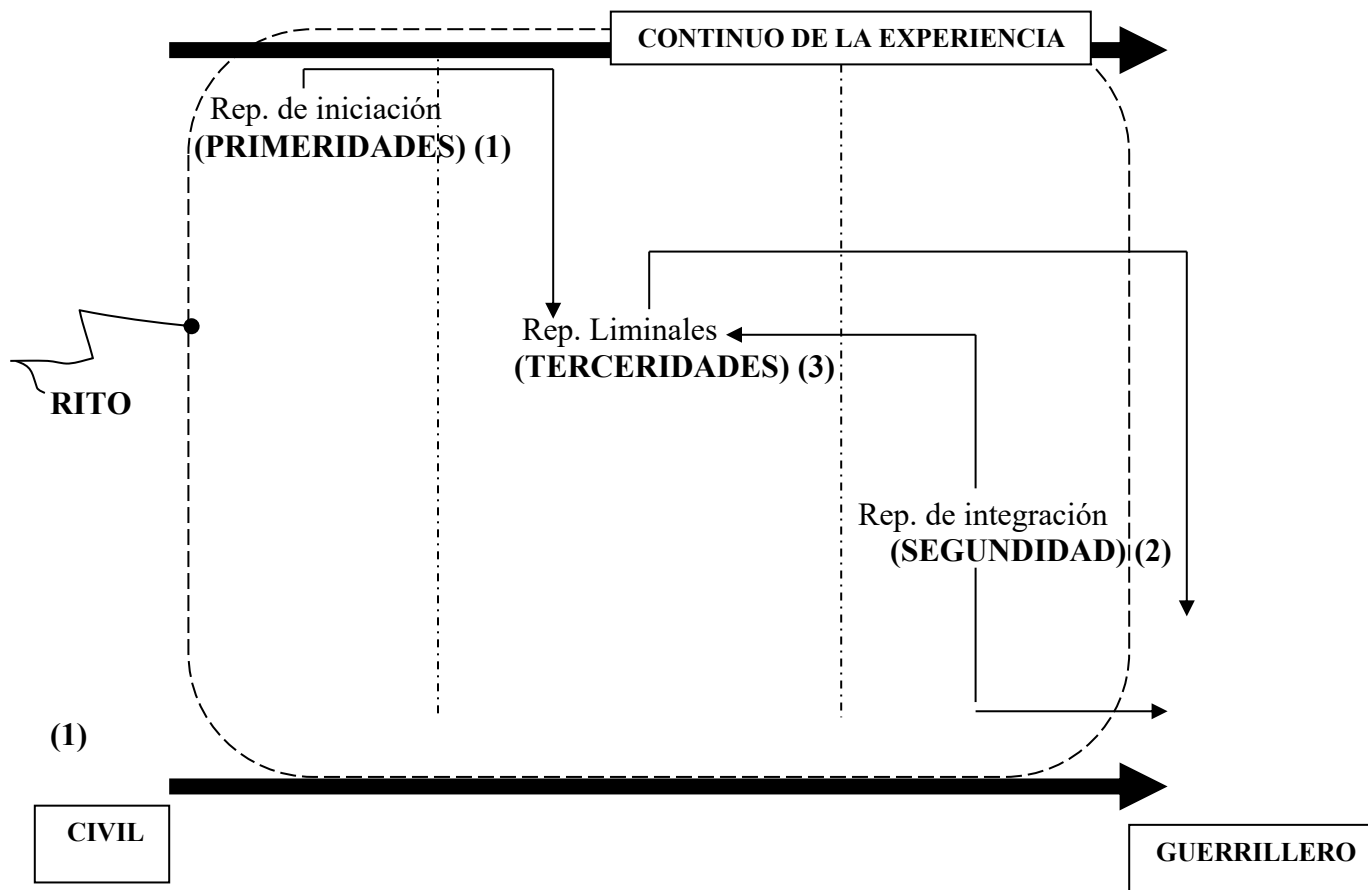 CONTINUO DE LA EXPERIENCIA
Rep. de iniciación
(PRIMERIDADES) (1)
Rep. Liminales
(TERCERIDADES) (3)
RITO
Rep. de integración
(SEGUNDIDAD) (2)
(1)
CIVIL
GUERRILLERO